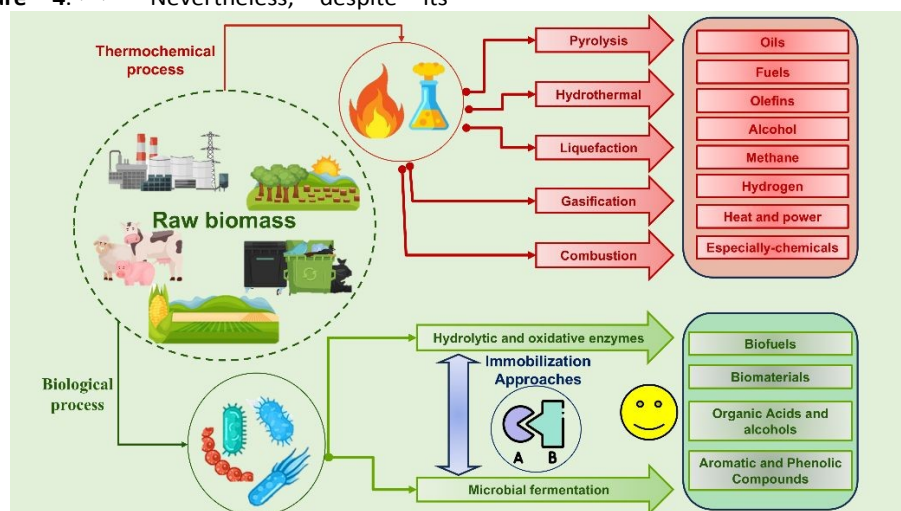 4. Nevertheless, despite its
Thermochemical
process
Raw biomass
Biological
process
Pyrolysis
Hydrothermal
Liquefaction
Gasification
Combustion
Oils
Fuels
Olefins
Alcohol
Methane
Hydrogen
Heat and power
Especially-chemicals
Hydrolytic and oxidative enzymes
Immobilization
Approaches
A B
Microbial fermentation
Biofuels
Biomaterials
Organic Acids and
alcohols
Aromatic and Phenolic
Compounds